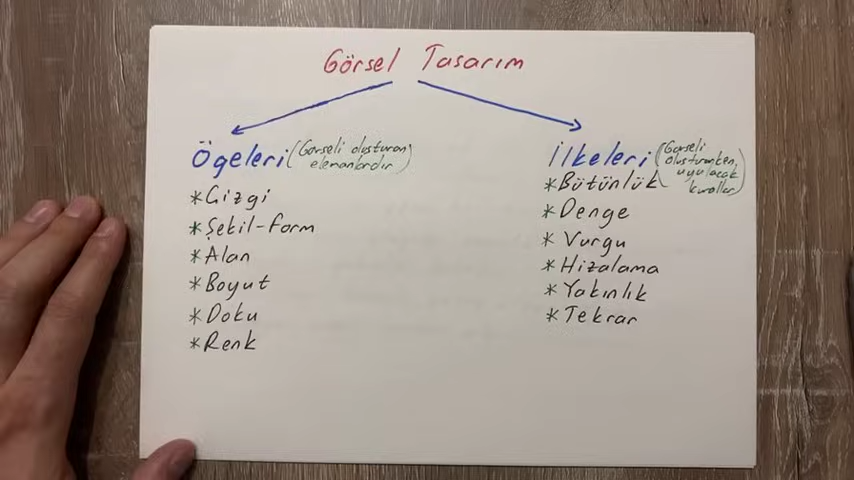 Görsel Tasarım
Ögeleri (Görseli oluşturan
elemanlardır)
*Çizgi
*Şekil-form
*Alan
*Boyut
*Doku
*Renk
İlkeleri (Görseli
oluştururken,
uyulacak
kurallar)
*Bütünlük
*Denge
*Vurgu
*Hizalama
*Yakınlık
*Tekrar